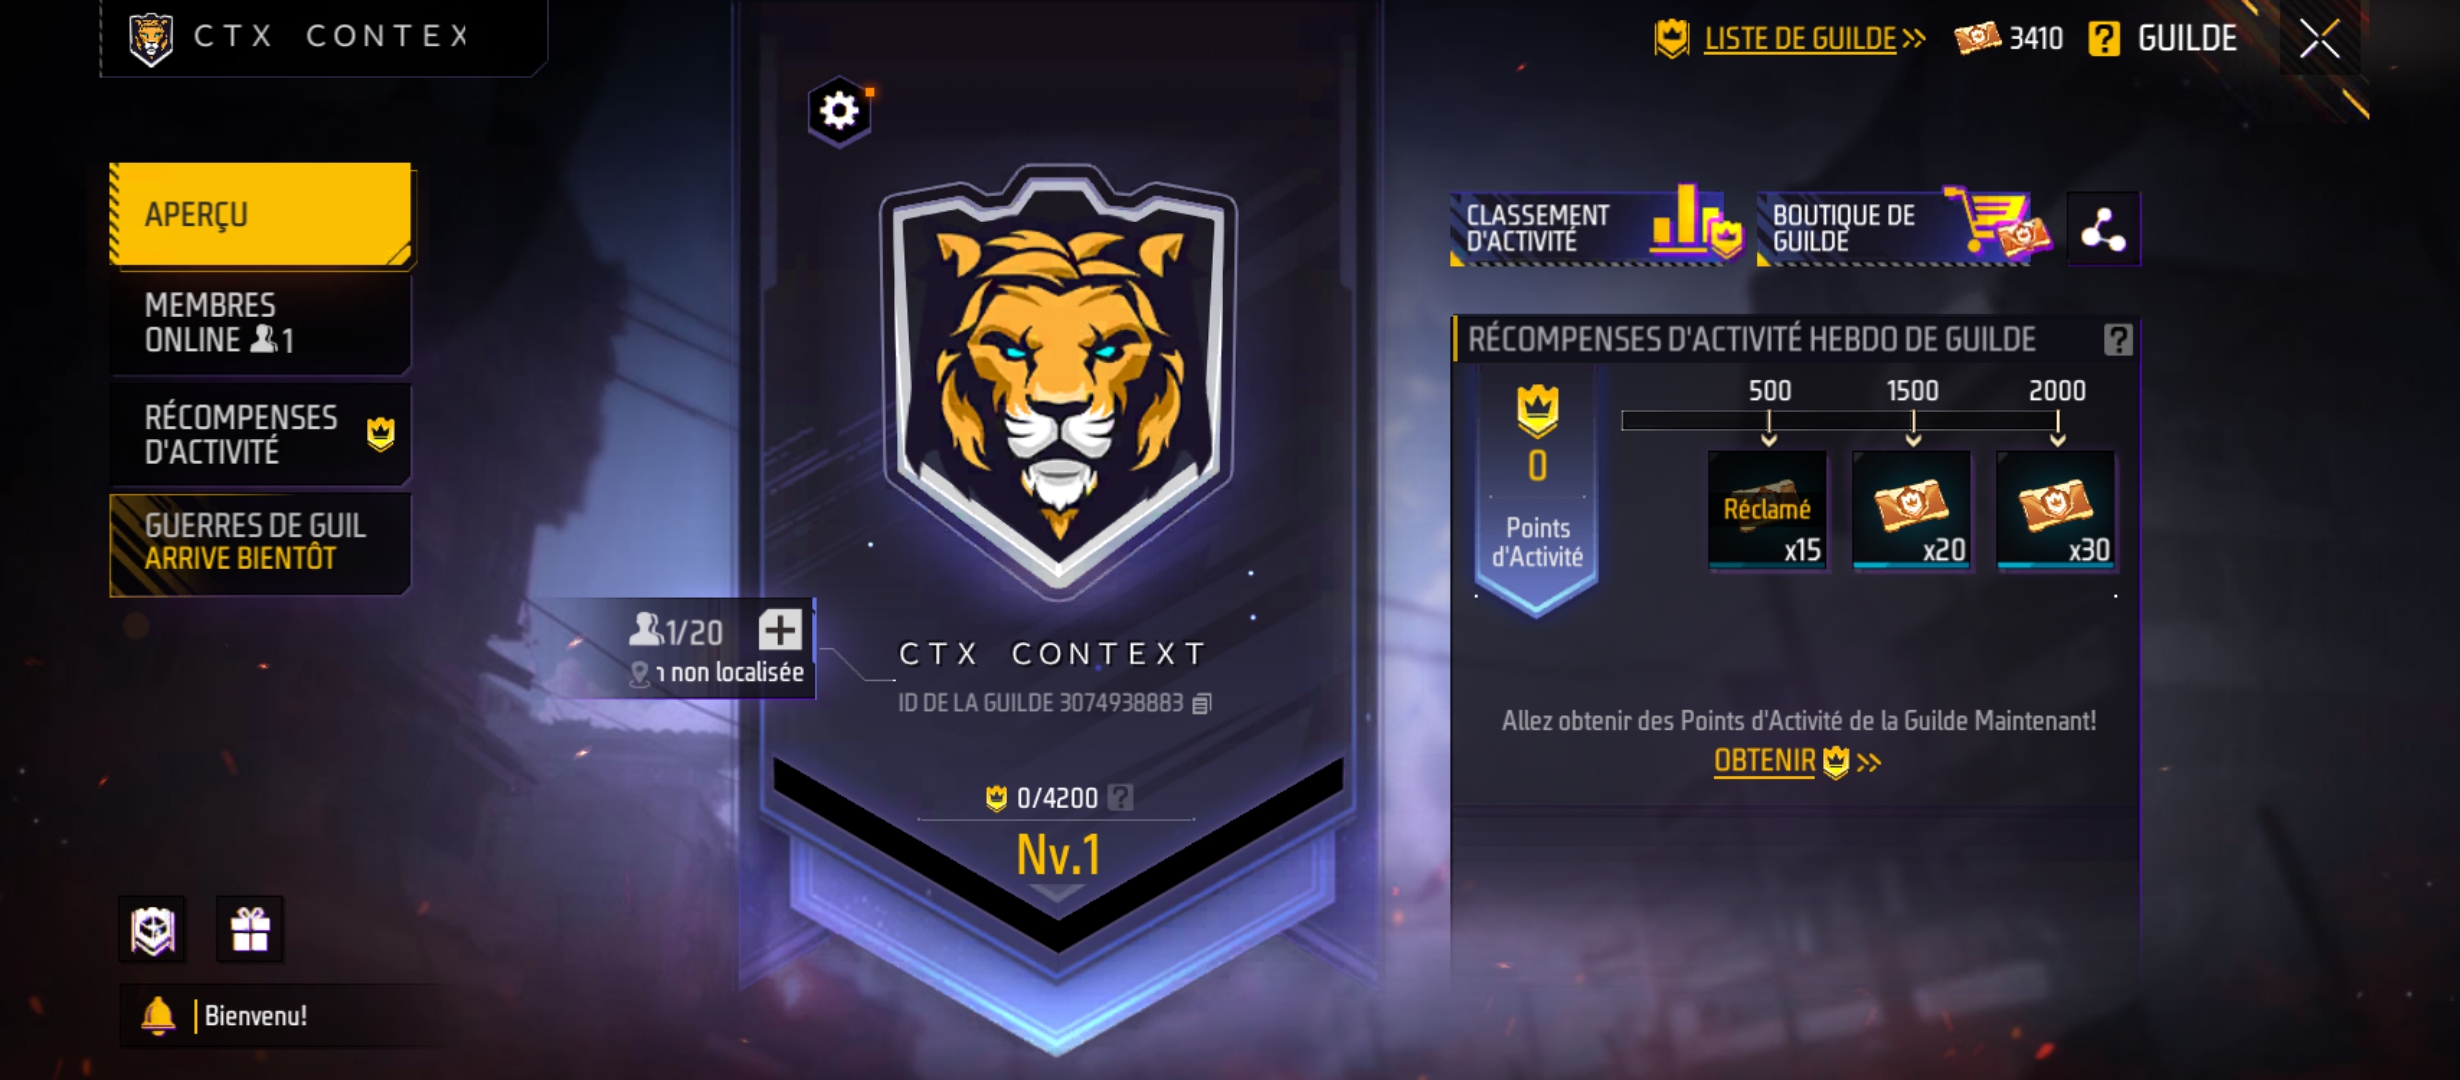 CTX CONTEX
LISTE DE GUILDE
3410
?
GUILDE
APERÇU
MEMBRES
ONLINE 1
RÉCOMPENSES
D'ACTIVITÉ
GUERRES DE GUIL
ARRIVE BIENTÔT
CLASSEMENT
D'ACTIVITÉ
BOUTIQUE DE
GUILDE
RÉCOMPENSES D'ACTIVITÉ HEBDO DE GUILDE ?
500 1500 2000
0
Points
d'Activité
Réclamé
x15 x20 x30
Allez obtenir des Points d'Activité de la Guilde Maintenant!
OBTENIR
1/20
non localisée
CTX CONTEXT
ID DE LA GUILDE 3074938883
0/4200 ?
Nv.1
Bienvenu!